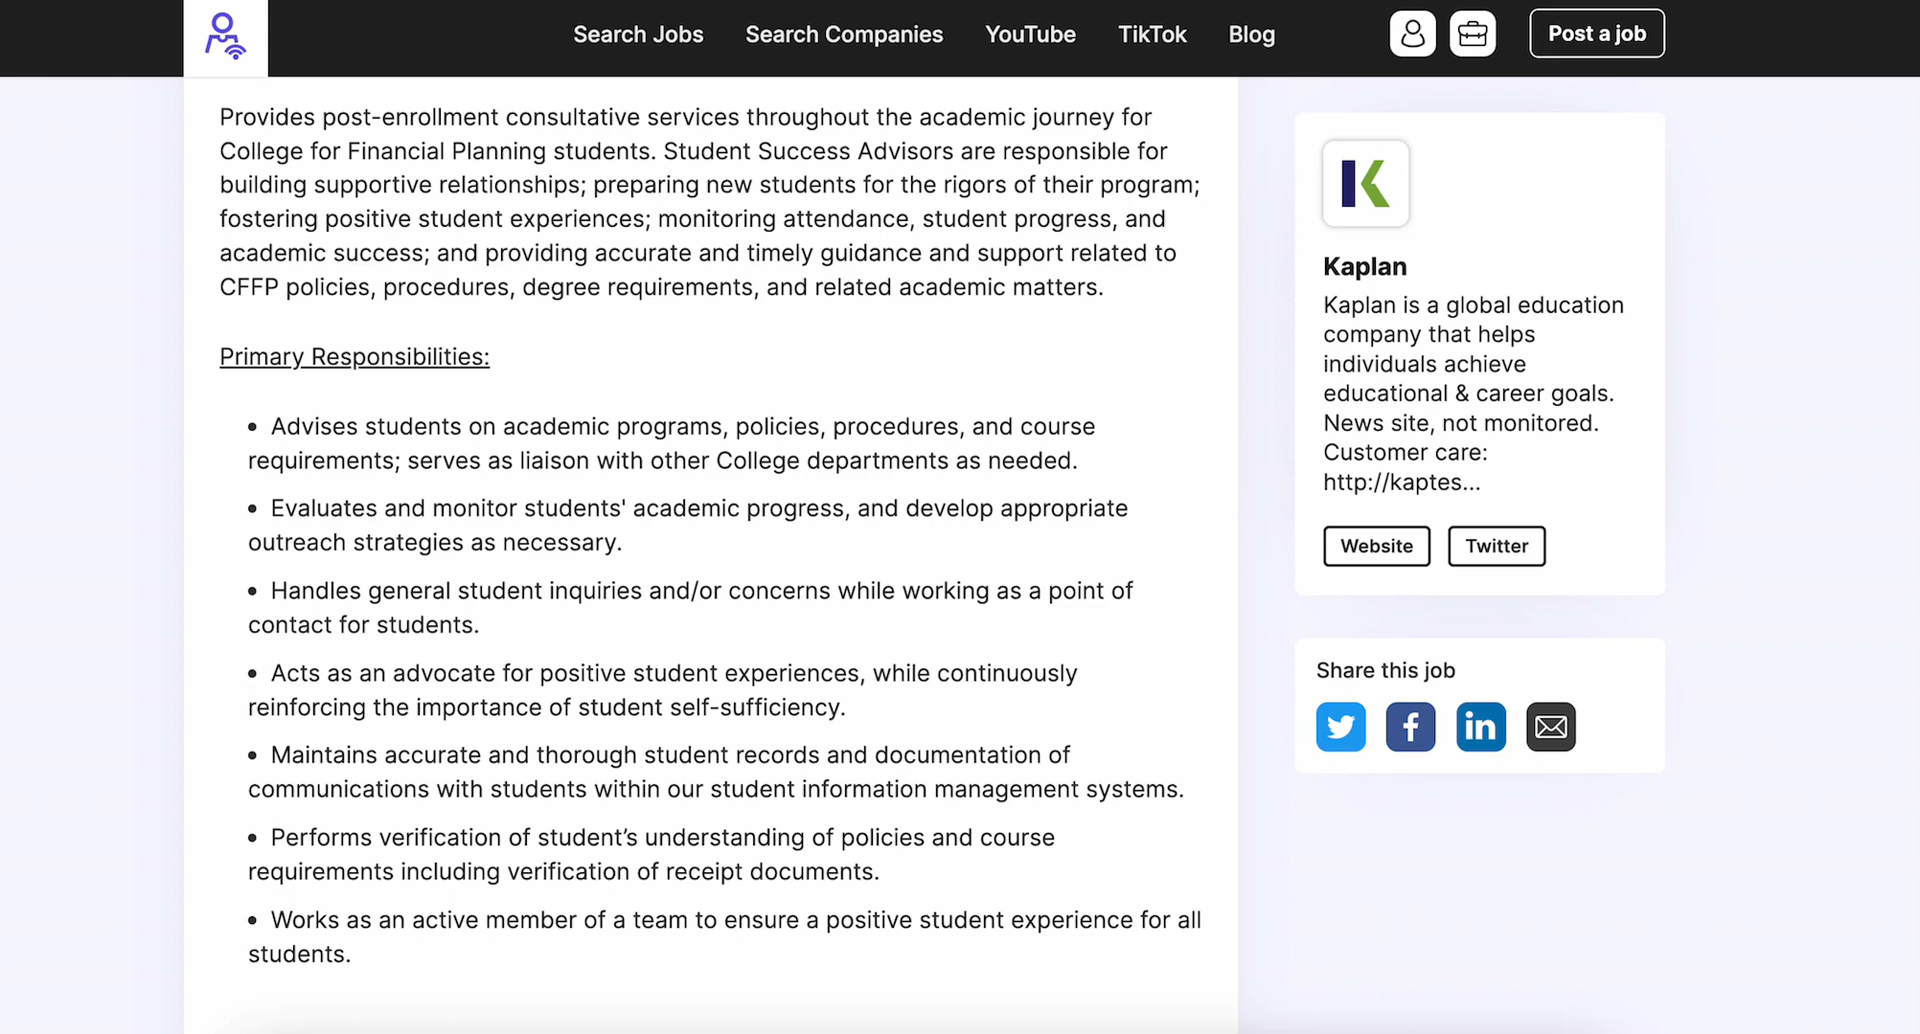 Search Jobs Search Companies YouTube TikTok Blog Post a job
Provides post-enrollment consultative services throughout the academic journey for
College for Financial Planning students. Student Success Advisors are responsible for
building supportive relationships; preparing new students for the rigors of their program;
fostering positive student experiences; monitoring attendance, student progress, and
academic success; and providing accurate and timely guidance and support related to
CFFP policies, procedures, degree requirements, and related academic matters.
Primary Responsibilities:
• Advises students on academic programs, policies, procedures, and course
requirements; serves as liaison with other College departments as needed.
• Evaluates and monitor students' academic progress, and develop appropriate
outreach strategies as necessary.
• Handles general student inquiries and/or concerns while working as a point of
contact for students.
• Acts as an advocate for positive student experiences, while continuously
reinforcing the importance of student self-sufficiency.
• Maintains accurate and thorough student records and documentation of
communications with students within our student information management systems.
• Performs verification of student’s understanding of policies and course
requirements including verification of receipt documents.
• Works as an active member of a team to ensure a positive student experience for all
students.
K
Kaplan
Kaplan is a global education
company that helps
individuals achieve
educational & career goals.
News site, not monitored.
Customer care:
http://kaptes...
Website Twitter
Share this job
f in